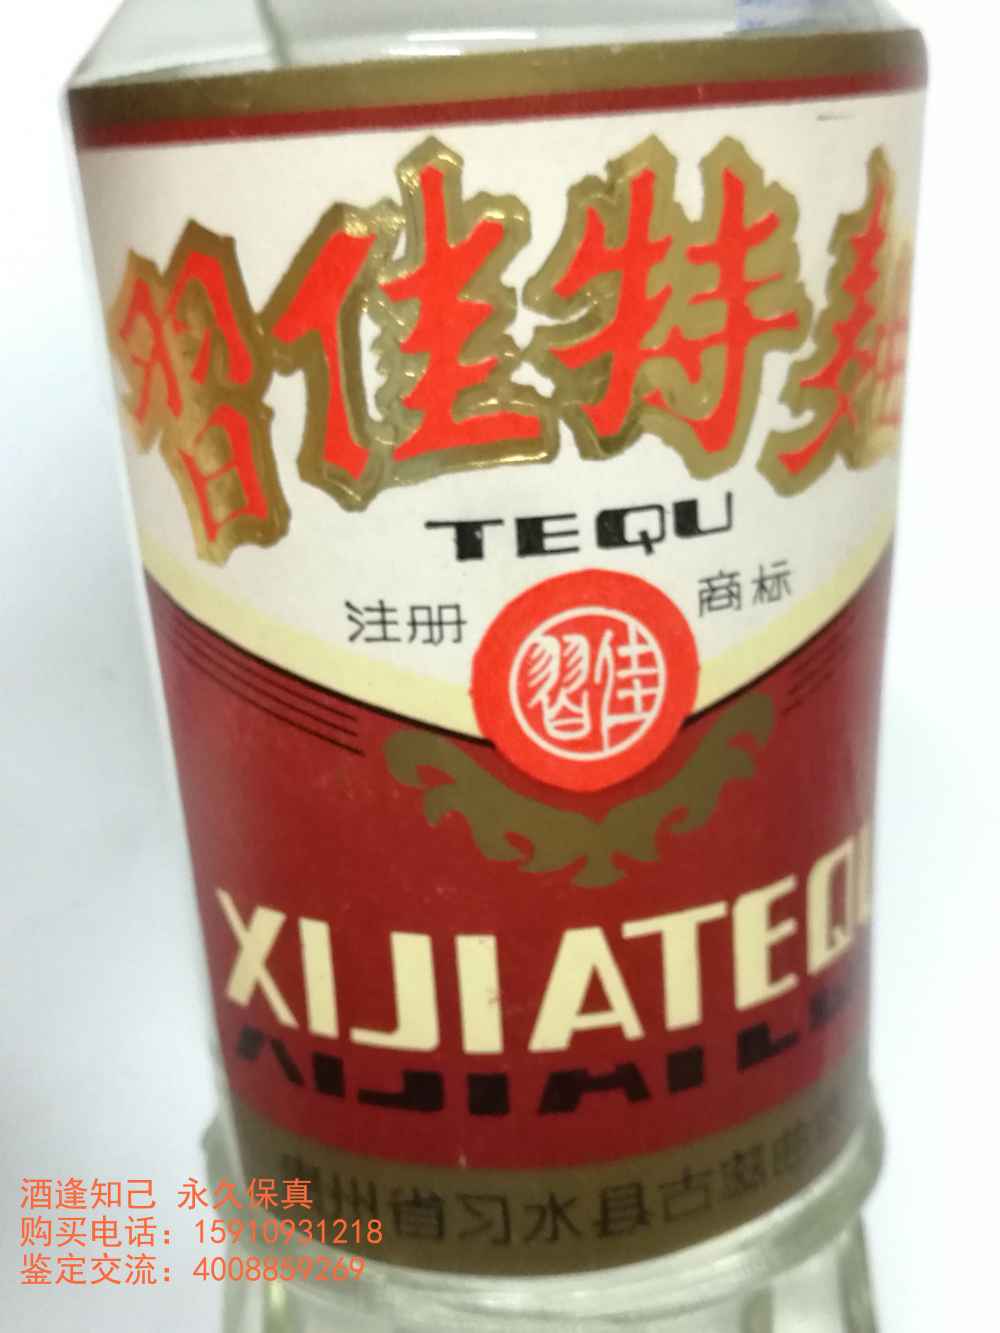 習佳特麯
TEQU
注册 商标
習佳
XIJIATEQU
贵州省习水县古
酒逢知己 永久保真
购买电话：15910931218
鉴定交流：4008859269